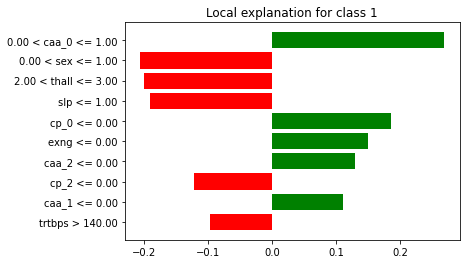 Local explanation for class 1
0.00 < caa_0 <= 1.00
0.00 < sex <= 1.00
2.00 < thall <= 3.00
slp <= 1.00
cp_0 <= 0.00
exng <= 0.00
caa_2 <= 0.00
cp_2 <= 0.00
caa_1 <= 0.00
trtbps > 140.00
−0.2 −0.1 0.0 0.1 0.2